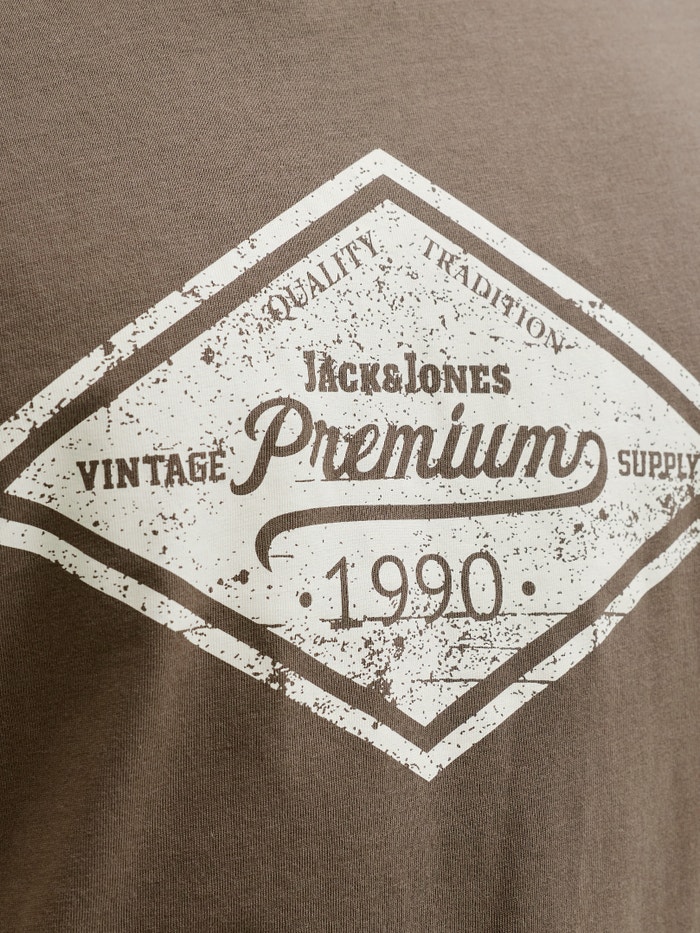 QUALITY TRADITION
JACK&JONES
VINTAGE Premium SUPPLY
· 1990 ·